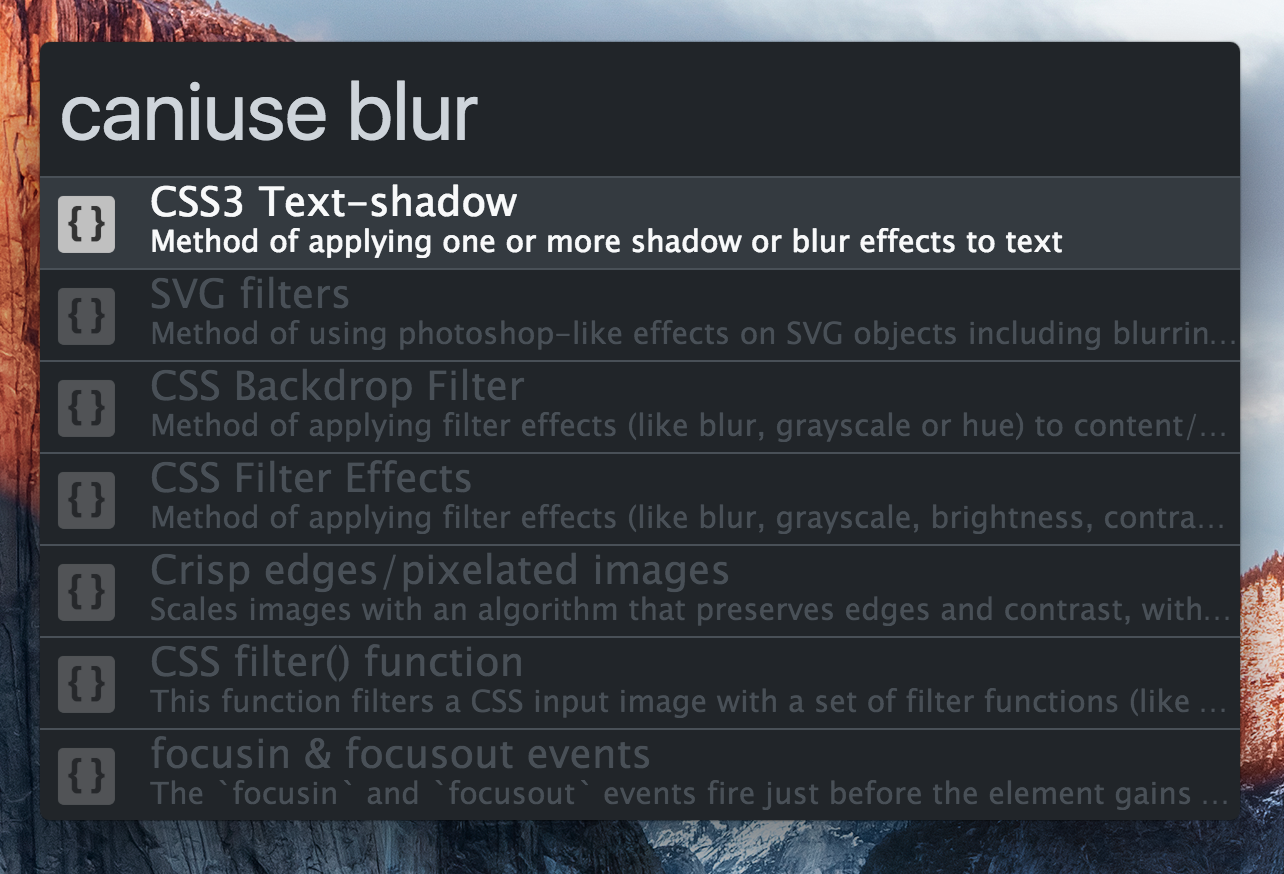 caniuse blur
CSS3 Text-shadow
Method of applying one or more shadow or blur effects to text
SVG filters
Method of using photoshop-like effects on SVG objects including blurrin...
CSS Backdrop Filter
Method of applying filter effects (like blur, grayscale or hue) to content/...
CSS Filter Effects
Method of applying filter effects (like blur, grayscale, brightness, contra...
Crisp edges/pixelated images
Scales images with an algorithm that preserves edges and contrast, with...
CSS filter() function
This function filters a CSS input image with a set of filter functions (like ...
focusin & focusout events
The `focusin` and `focusout` events fire just before the element gains ...